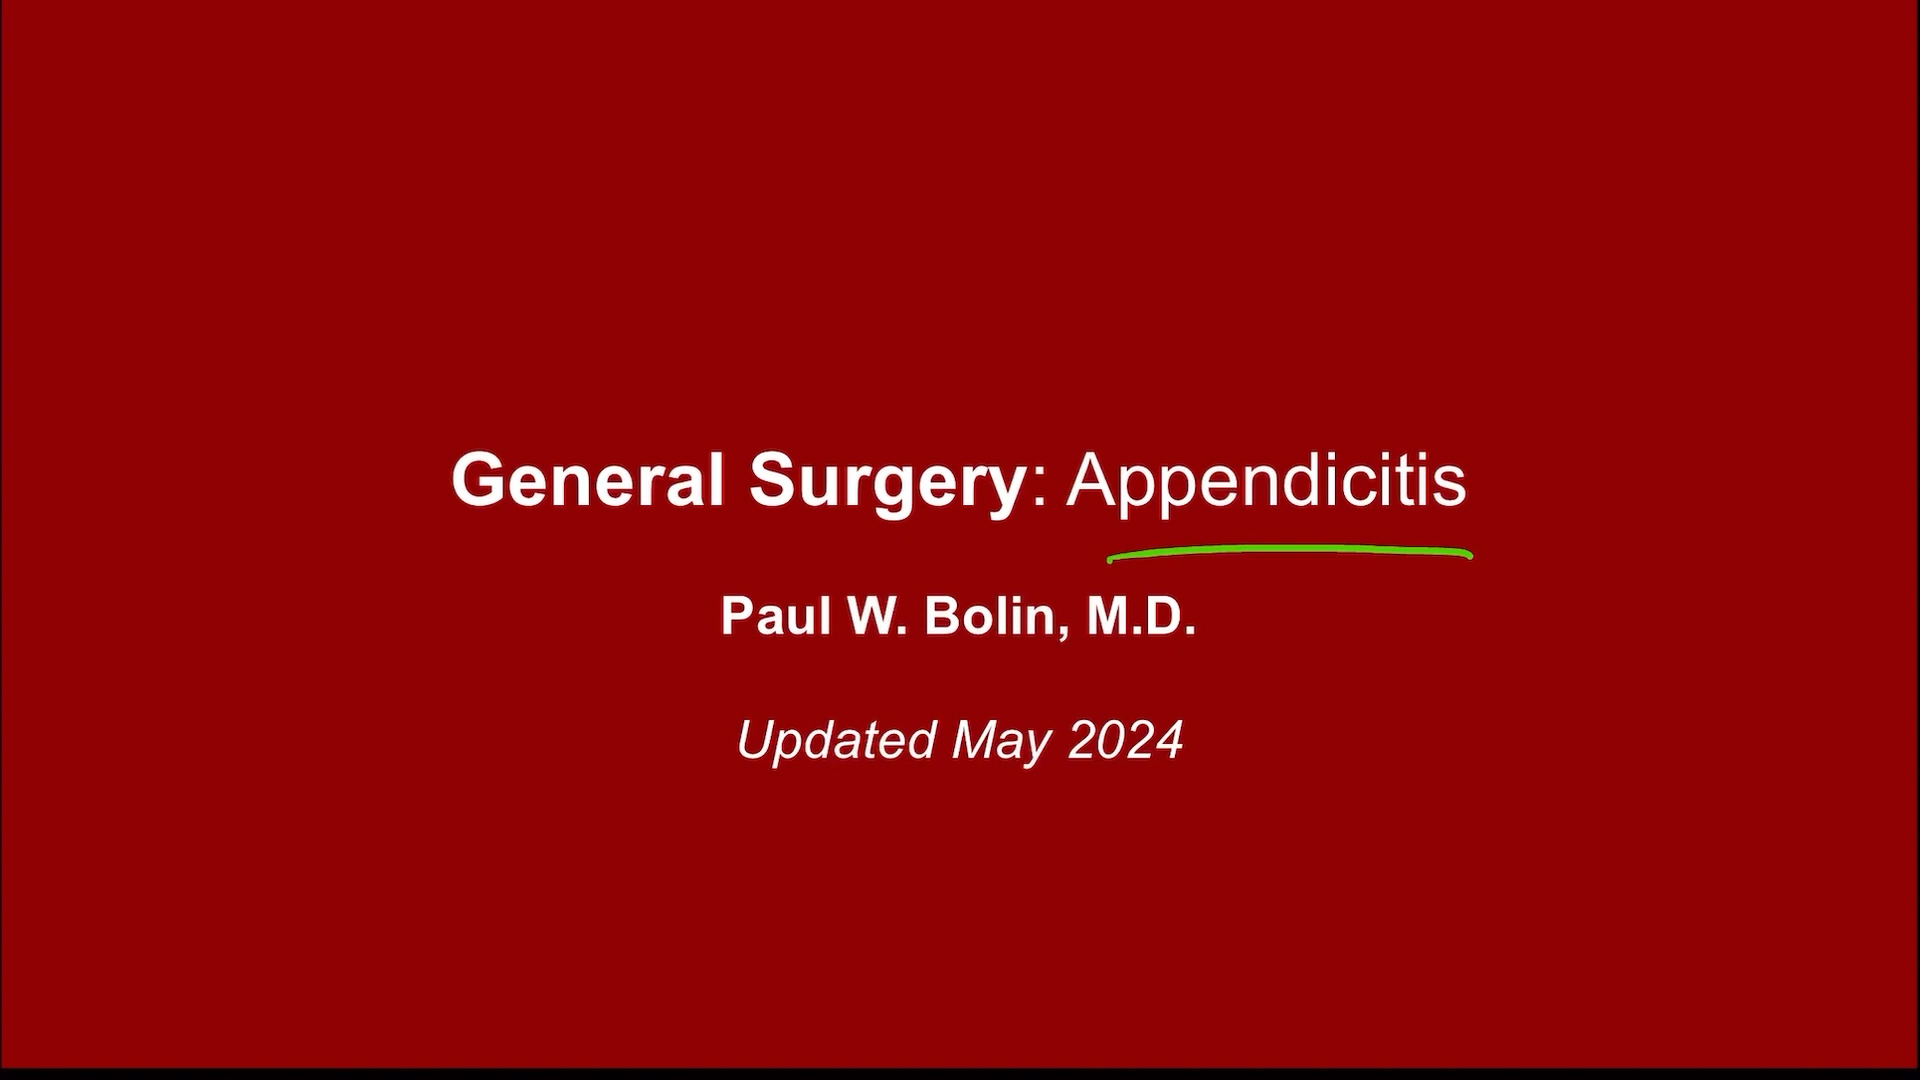 General Surgery: Appendicitis
Paul W. Bolin, M.D.
Updated May 2024